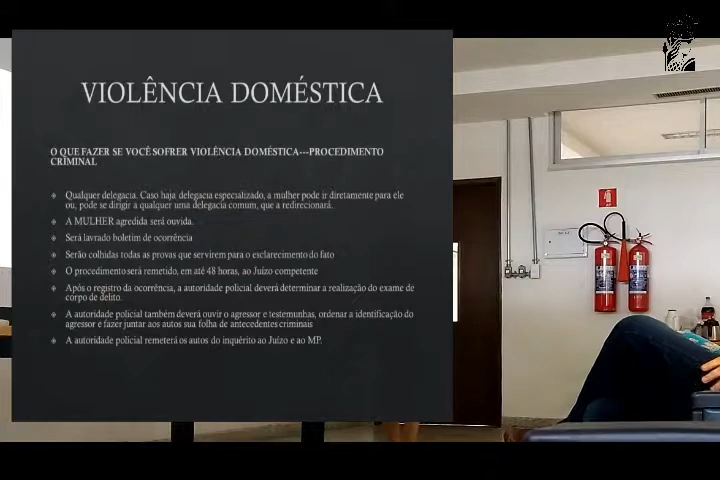 VIOLÊNCIA DOMÉSTICA
O QUE FAZER SE VOCÊ SOFRER VIOLÊNCIA DOMÉSTICA---PROCEDIMENTO
CRIMINAL
Qualquer delegacia. Caso haja delegacia especializado, a mulher pode ir diretamente para ele
ou, pode se dirigir a qualquer uma delegacia comum, que a redirecionará.
A MULHER agredida será ouvida.
Será lavrado boletim de ocorrência
Serão colhidas todas as provas que servirem para o esclarecimento do fato
O procedimento será remetido, em até 48 horas, ao Juízo competente
Após o registro da ocorrência, a autoridade policial deverá determinar a realização do exame de
corpo de delito.
A autoridade policial também deverá ouvir o agressor e testemunhas, ordenar a identificação do
agressor e fazer juntar aos autos sua folha de antecedentes criminais
A autoridade policial remeterá os autos do inquérito ao Juízo e ao MP.